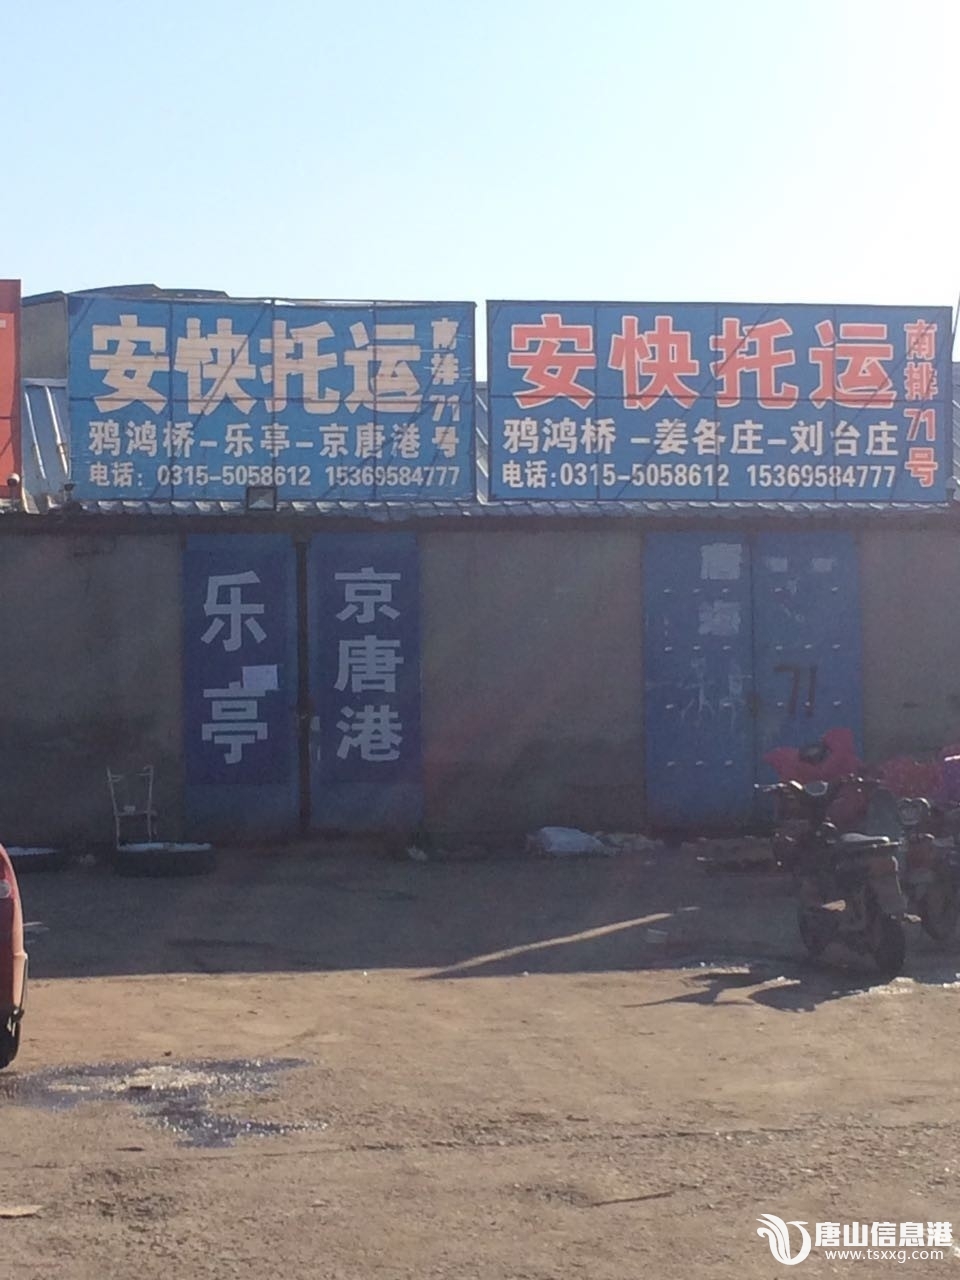 安快托运
南排71号
鸦鸿桥-乐亭-京唐港
电话: 0315-5058612 15369584777
安快托运
南排71号
鸦鸿桥-姜各庄-刘台庄
电话:0315-5058612 15369584777
乐亭
京唐港
唐
71
唐山信息港
www.tsxxg.com